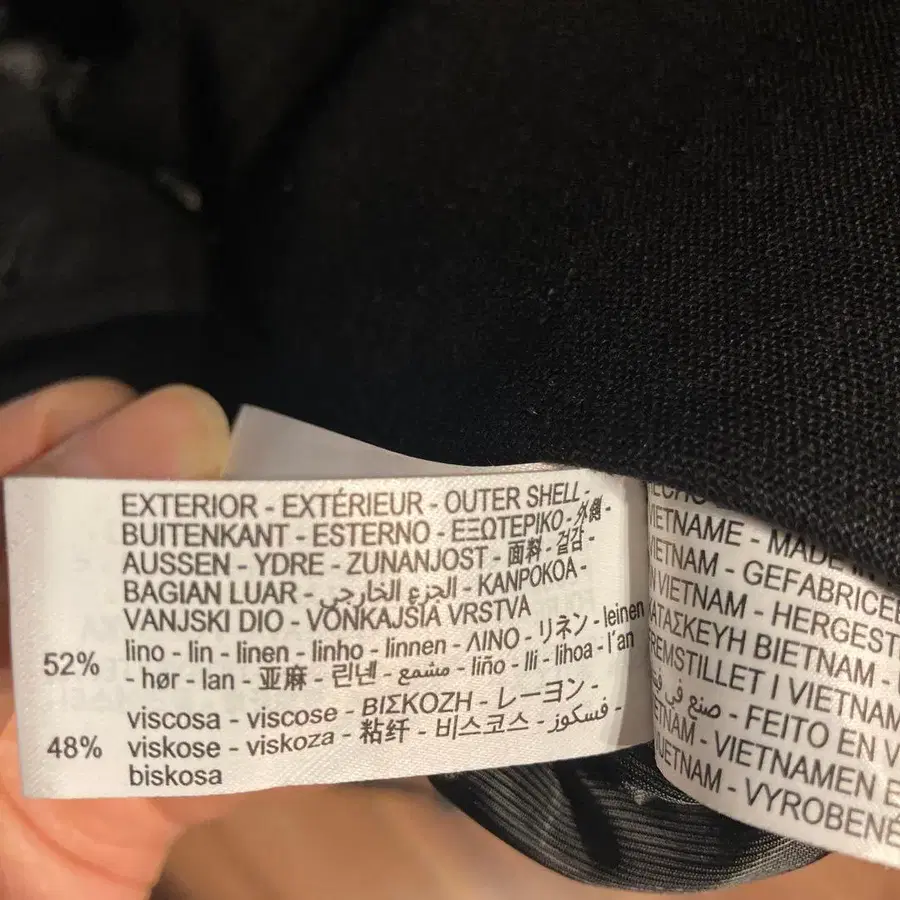 EXTERIOR - EXTÉRIEUR - OUTER SHELL -
BUITENKANT - ESTERNO - ΕΞΩΤΕΡΙΚΟ - 外側 -
AUSSEN - YDRE - ZUNANJOST - 面料 - 겉감 -
BAGIAN LUAR - الجزء الخارجي - KANPOKOA -
VANJSKI DIO - VONKAJSIA VRSTVA
52% lino - lin - linen - linho - linnen - ΛΙΝΟ - リネン - leinen
- hør - lan - 亚麻 - 린넨 - مشمع - liño - lli - lihoa - l'an
48% viscosa - viscose - ΒΙΣΚΟΖΗ - レーヨン -
viskose - viskoza - 粘纤 - 비스코스 - فسكوز -
biskosa
VIETNAME - MADE
VIETNAM - GEFABRICEE
VIETNAM - HERGEST
ΚΑΤΑΣΚΕΥΗ ΒΙΕΤΝΑΜ -
FREMSTILLET I VIETNAM
صنع في - FEITO EN V
VIETNAM - VIETNAMEN E
VIETNAM - VYROBENÉ